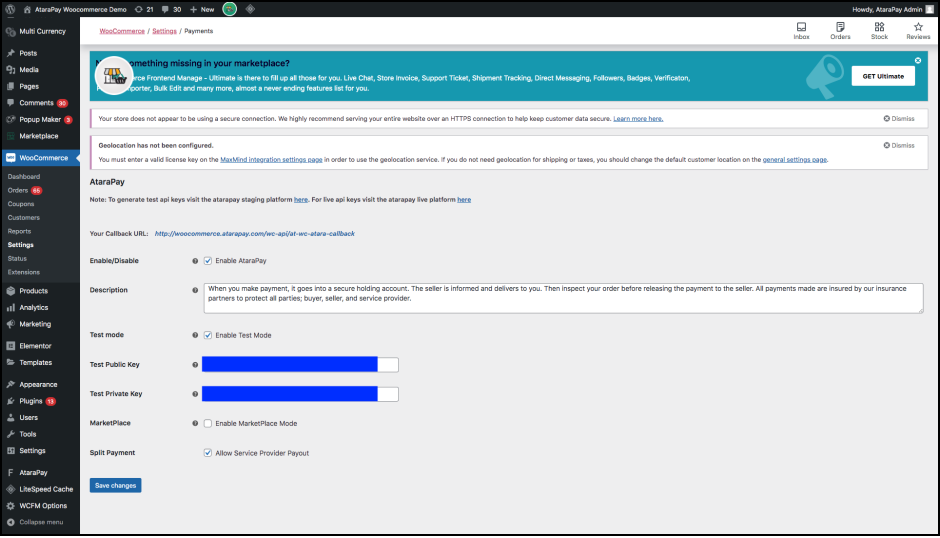 AtaraPay Woocommerce Demo 21 30 + New Howdy, AtaraPay Admin
Multi Currency
Posts
Media
Pages
Comments 30
Popup Maker 3
Marketplace
WooCommerce
Dashboard
Orders 66
Coupons
Customers
Reports
Settings
Status
Extensions
Products
Analytics
Marketing
Elementor
Templates
Appearance
Plugins 13
Users
Tools
Settings
AtaraPay
LiteSpeed Cache
WCFM Options
Collapse menu
WooCommerce / Settings / Payments
Inbox Orders Stock Reviews
omething missing in your marketplace?
erce Frontend Manage - Ultimate is there to fill up all those for you. Live Chat, Store Invoice, Support Ticket, Shipment Tracking, Direct Messaging, Followers, Badges, Verificaton,
porter, Bulk Edit and many more, almost a never ending features list for you.
GET Ultimate
Your store does not appear to be using a secure connection. We highly recommend serving your entire website over an HTTPS connection to help keep customer data secure. Learn more here. Dismiss
Geolocation has not been configured. Dismiss
You must enter a valid license key on the MaxMind integration settings page in order to use the geolocation service. If you do not need geolocation for shipping or taxes, you should change the default customer location on the general settings page.
AtaraPay
Note: To generate test api keys visit the atarapay staging platform here. For live api keys visit the atarapay live platform here
Your Callback URL: http://woocommerce.atarapay.com/wc-api/at-wc-atara-callback
Enable/Disable Enable AtaraPay
Description When you make payment, it goes into a secure holding account. The seller is informed and delivers to you. Then inspect your order before releasing the payment to the seller. All payments made are insured by our insurance
partners to protect all parties; buyer, seller, and service provider.
Test mode Enable Test Mode
Test Public Key
Test Private Key
MarketPlace Enable MarketPlace Mode
Split Payment Allow Service Provider Payout
Save changes